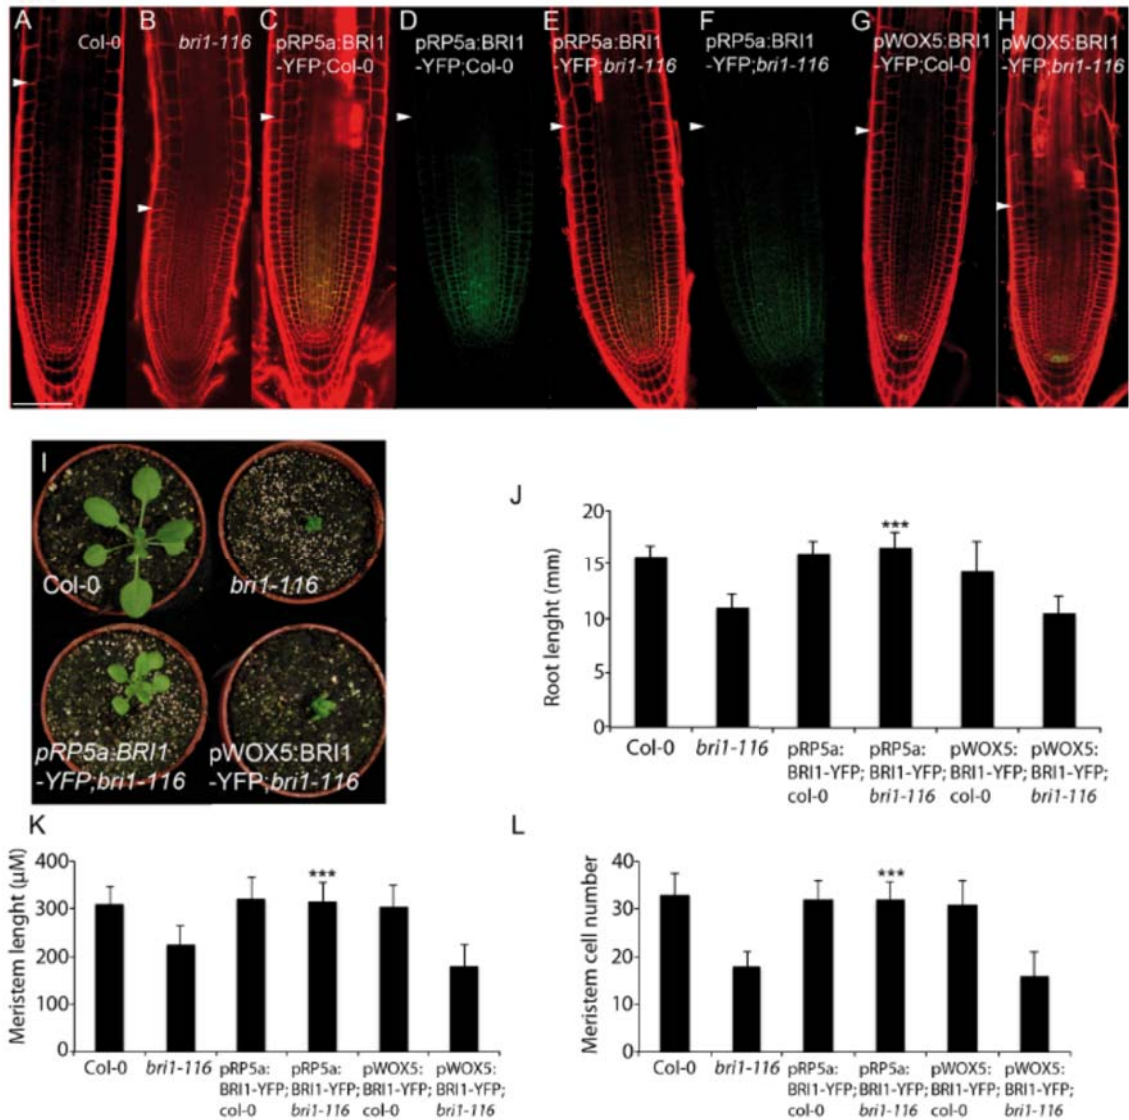 A
Col-0
B
bri1-116
C
pRP5a:BRI1
-YFP;Col-0
D
pRP5a:BRI1
-YFP;Col-0
E
pRP5a:BRI1
-YFP;bri1-116
F
pRP5a:BRI1
-YFP;bri1-116
G
pWOX5:BRI1
-YFP;Col-0
H
pWOX5:BRI1
-YFP;bri1-116
I
Col-0
bri1-116
pRP5a:BRI1
-YFP;bri1-116
pWOX5:BRI1
-YFP;bri1-116
J
Root lenght (mm)
20
15
10
5
0
***
Col-0
bri1-116
pRP5a:
BRI1-YFP;
col-0
pRP5a:
BRI1-YFP;
bri1-116
pWOX5:
BRI1-YFP;
col-0
pWOX5:
BRI1-YFP;
bri1-116
K
Meristem lenght (µM)
400
300
200
100
0
***
Col-0
bri1-116
pRP5a:
BRI1-YFP;
col-0
pRP5a:
BRI1-YFP;
bri1-116
pWOX5:
BRI1-YFP;
col-0
pWOX5:
BRI1-YFP;
bri1-116
L
Meristem cell number
40
30
20
10
0
***
Col-0
bri1-116
pRP5a:
BRI1-YFP;
col-0
pRP5a:
BRI1-YFP;
bri1-116
pWOX5:
BRI1-YFP;
col-0
pWOX5:
BRI1-YFP;
bri1-116